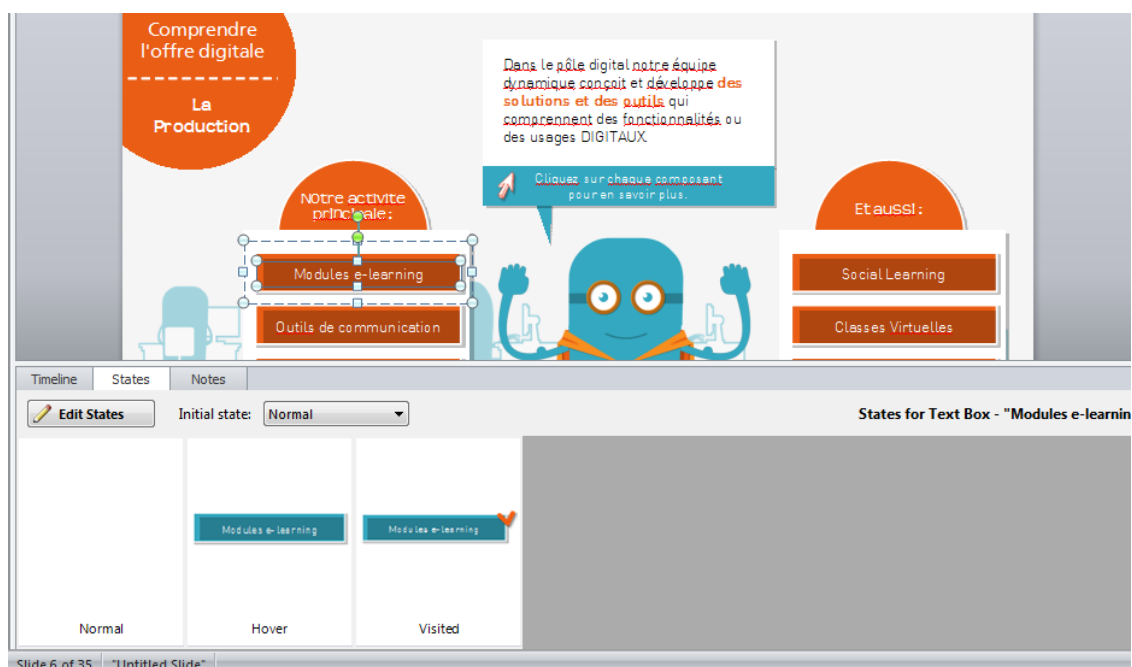 Comprendre
l'offre digitale
La
Production
Dans le pôle digital notre équipe
dynamique conçoit et développe des
solutions et des outils qui
comprennent des fonctionnalités ou
des usages DIGITAUX.
Cliquez sur chaque composant
pour en savoir plus.
Notre activite
principale :
Et aussi :
Modules e-learning
Social Learning
Outils de communication
Classes Virtuelles
Timeline States Notes
Edit States Initial state: Normal States for Text Box - "Modules e-learnin
Modules e-learning Modules e-learning
Normal Hover Visited
Slide 6 of 35 "Untitled Slide"